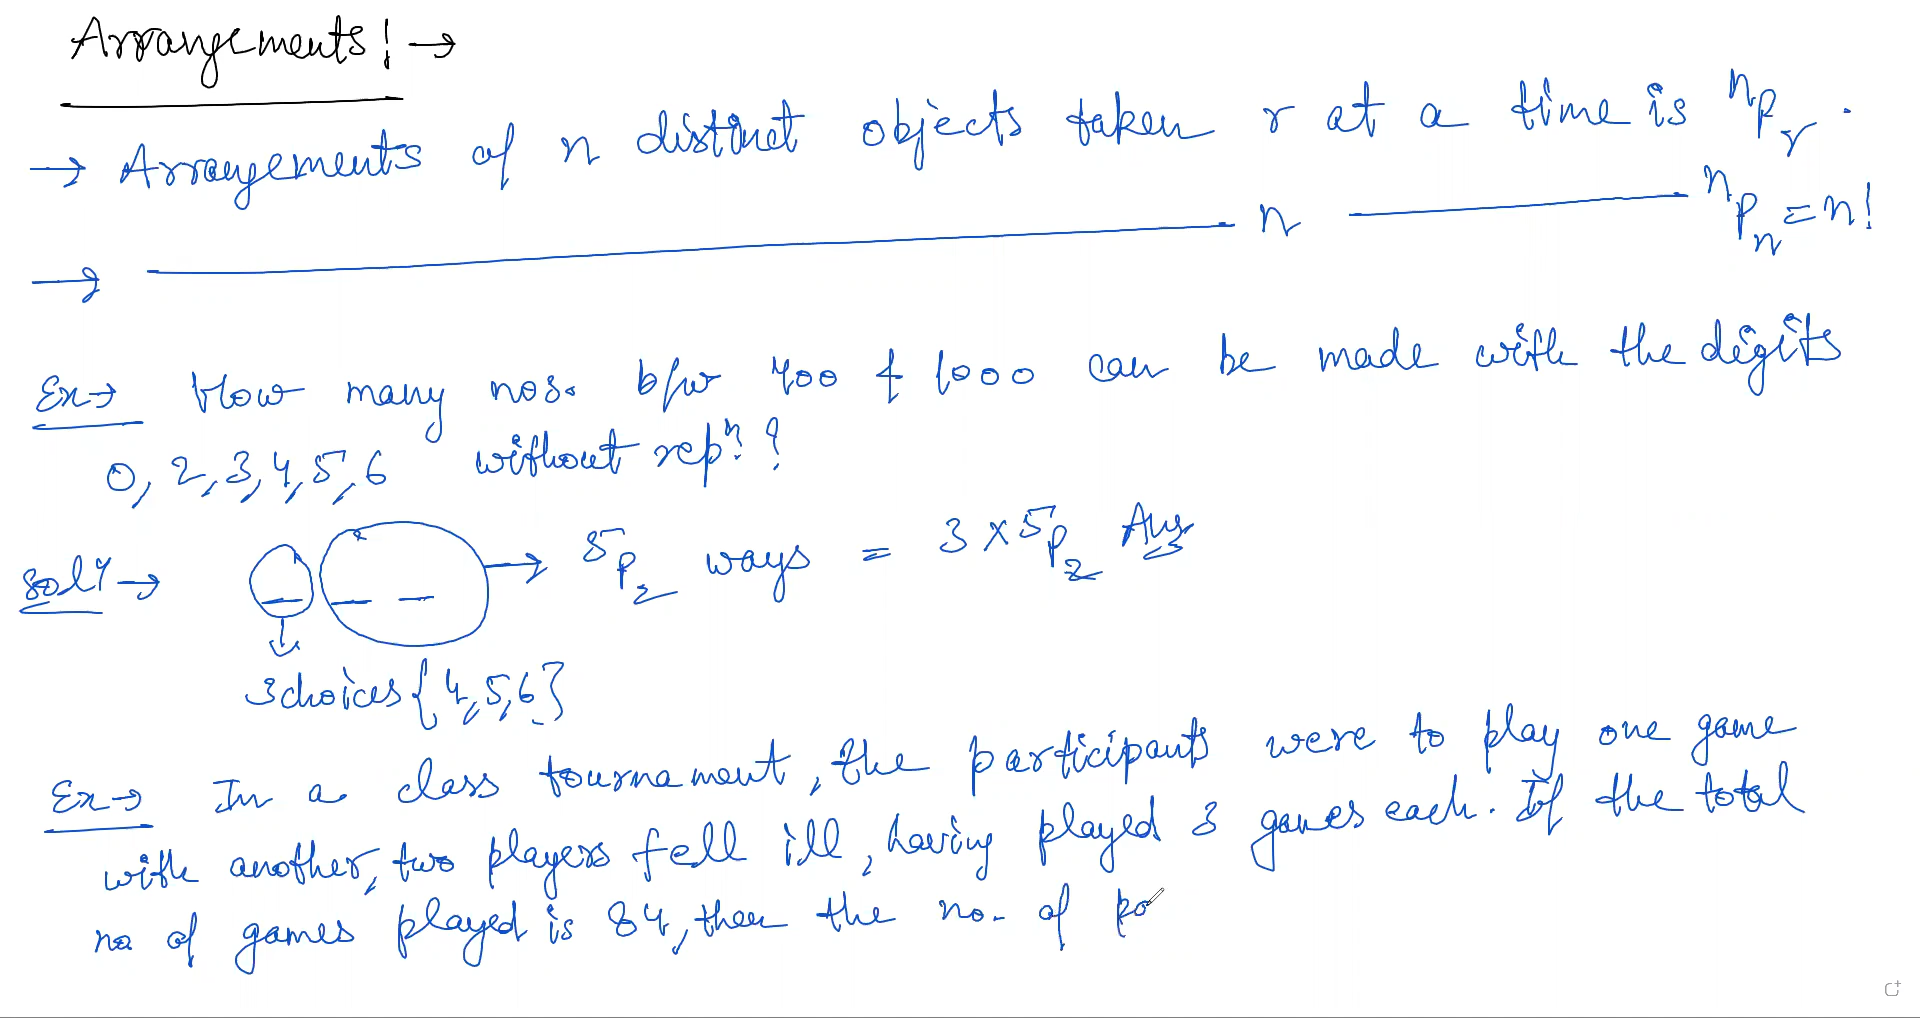 Arrangements! →
→ Arrangements of n distinct objects taken r at a time is ⁿPᵣ.
→ ———— n ———— ⁿPₙ = n!
Ex→ How many nos. b/w 400 & 1000 can be made with the digits
0, 2, 3, 4, 5, 6 without repⁿ. ?
Solⁿ→ _ _ _ → ⁵P₂ ways = 3 × ⁵P₂ Ans
3 choices {4, 5, 6}
Ex→ In a class tournament, the participants were to play one game
with another, two players fell ill, having played 3 games each. If the total
no of games played is 84, then the no. of pa